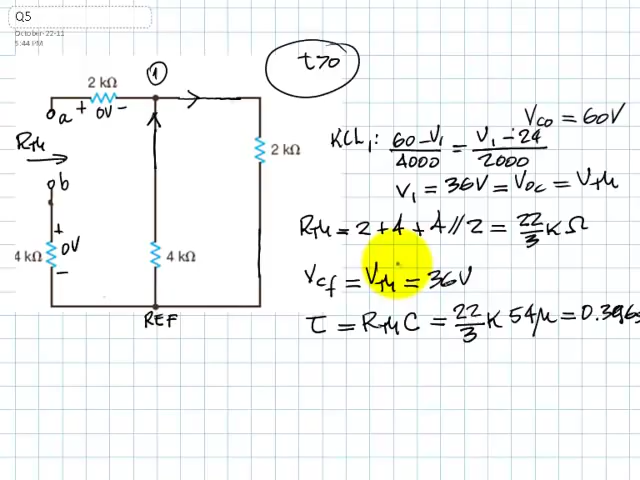 Q5
October-22-11
5:44 PM
t>0
1
2 kΩ
+ 0V -
a
RTH
b
+
0V
-
4 kΩ
4 kΩ
2 kΩ
REF
VC0 = 60V
KCL1: 60-V1/4000 = V1-24/2000
V1 = 36V = VOC = VTH
RTH = 2+4+4//2 = 22/3 KΩ
VCf = VTH = 36V
τ = RTH C = 22/3 K 54μ = 0.396s